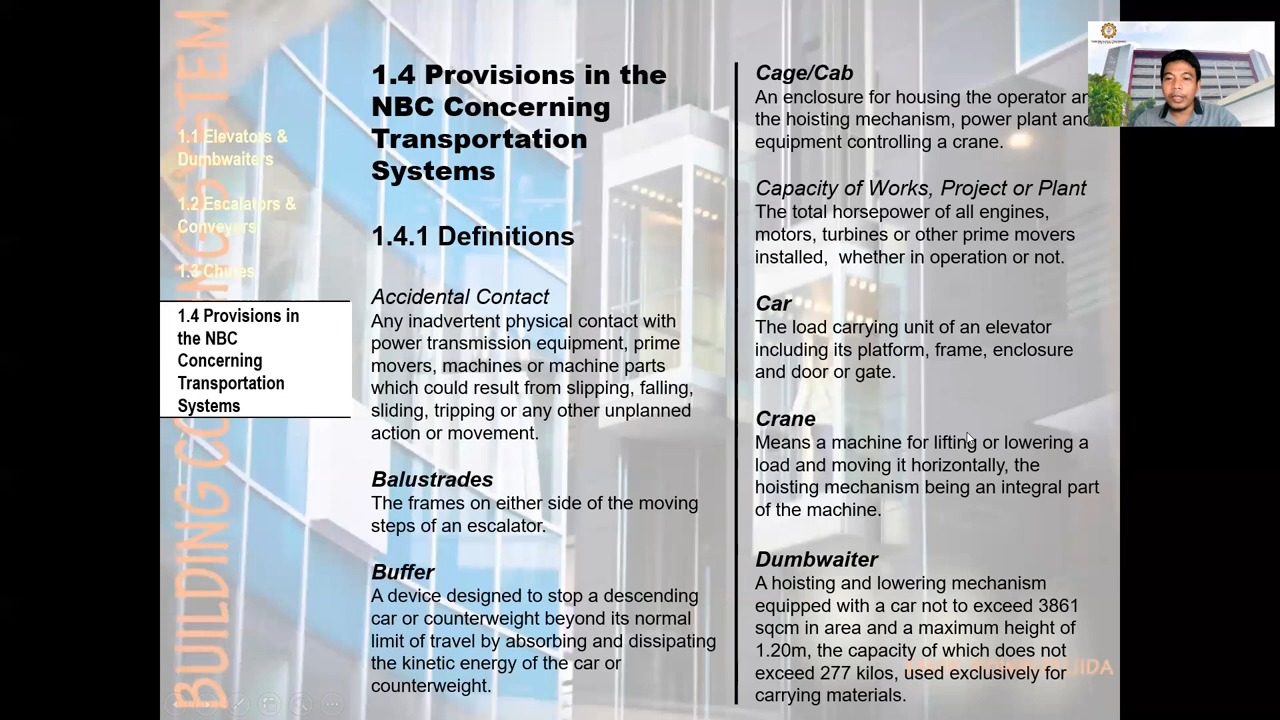 BUILDING
SYSTEM
1.1 Elevators &
Dumbwaiters
1.2 Escalators &
Conveyers
1.3 Chutes
1.4 Provisions in
the NBC
Concerning
Transportation
Systems
1.4 Provisions in the
NBC Concerning
Transportation
Systems
1.4.1 Definitions
Accidental Contact
Any inadvertent physical contact with
power transmission equipment, prime
movers, machines or machine parts
which could result from slipping, falling,
sliding, tripping or any other unplanned
action or movement.
Balustrades
The frames on either side of the moving
steps of an escalator.
Buffer
A device designed to stop a descending
car or counterweight beyond its normal
limit of travel by absorbing and dissipating
the kinetic energy of the car or
counterweight.
Cage/Cab
An enclosure for housing the operator
the hoisting mechanism, power plant and
equipment controlling a crane.
Capacity of Works, Project or Plant
The total horsepower of all engines,
motors, turbines or other prime movers
installed, whether in operation or not.
Car
The load carrying unit of an elevator
including its platform, frame, enclosure
and door or gate.
Crane
Means a machine for lifting or lowering a
load and moving it horizontally, the
hoisting mechanism being an integral part
of the machine.
Dumbwaiter
A hoisting and lowering mechanism
equipped with a car not to exceed 3861
sqcm in area and a maximum height of
1.20m, the capacity of which does not
exceed 277 kilos, used exclusively for
carrying materials.